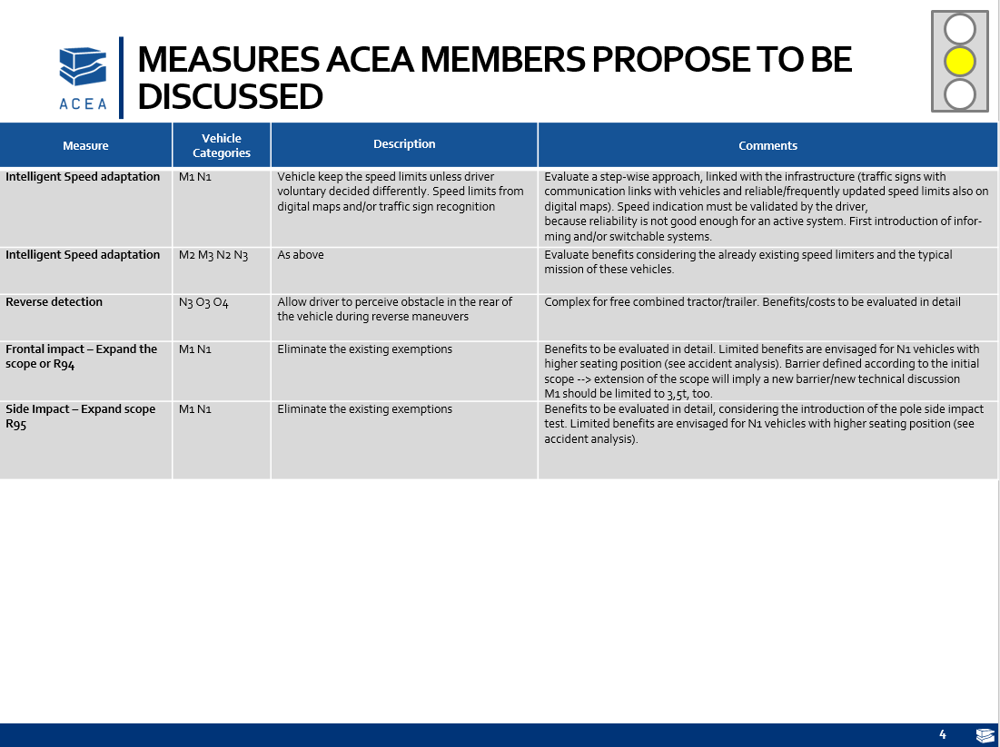 MEASURES ACEA MEMBERS PROPOSE TO BE
DISCUSSED
ACEA
Measure
Vehicle
Categories
Description
Comments
Intelligent Speed adaptation
M1 N1
Vehicle keep the speed limits unless driver
voluntary decided differently. Speed limits from
digital maps and/or traffic sign recognition
Evaluate a step-wise approach, linked with the infrastructure (traffic signs with
communication links with vehicles and reliable/frequently updated speed limits also on
digital maps). Speed indication must be validated by the driver,
because reliability is not good enough for an active system. First introduction of infor-
ming and/or switchable systems.
Intelligent Speed adaptation
M2 M3 N2 N3
As above
Evaluate benefits considering the already existing speed limiters and the typical
mission of these vehicles.
Reverse detection
N3 O3 O4
Allow driver to perceive obstacle in the rear of
the vehicle during reverse maneuvers
Complex for free combined tractor/trailer. Benefits/costs to be evaluated in detail
Frontal impact – Expand the
scope or R94
M1 N1
Eliminate the existing exemptions
Benefits to be evaluated in detail. Limited benefits are envisaged for N1 vehicles with
higher seating position (see accident analysis). Barrier defined according to the initial
scope --> extension of the scope will imply a new barrier/new technical discussion
M1 should be limited to 3,5t, too.
Side Impact – Expand scope
R95
M1 N1
Eliminate the existing exemptions
Benefits to be evaluated in detail, considering the introduction of the pole side impact
test. Limited benefits are envisaged for N1 vehicles with higher seating position (see
accident analysis).
4